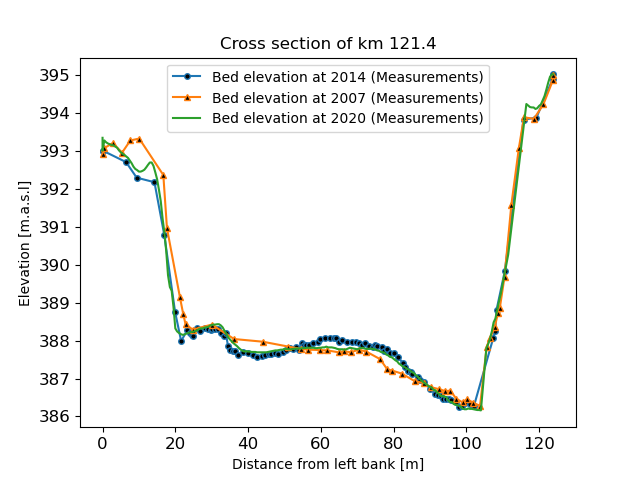 Cross section of km 121.4
Bed elevation at 2014 (Measurements)
Bed elevation at 2007 (Measurements)
Bed elevation at 2020 (Measurements)
Elevation [m.a.s.l]
395
394
393
392
391
390
389
388
387
386
0 20 40 60 80 100 120
Distance from left bank [m]